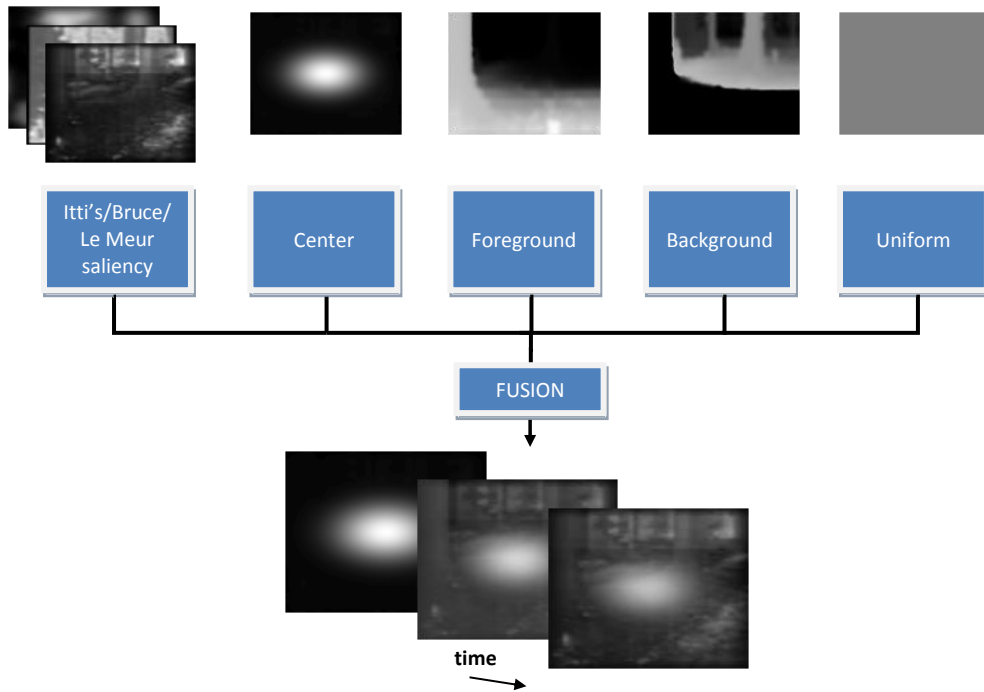 Itti's/Bruce/
Le Meur
saliency
Center
Foreground
Background
Uniform
FUSION
time